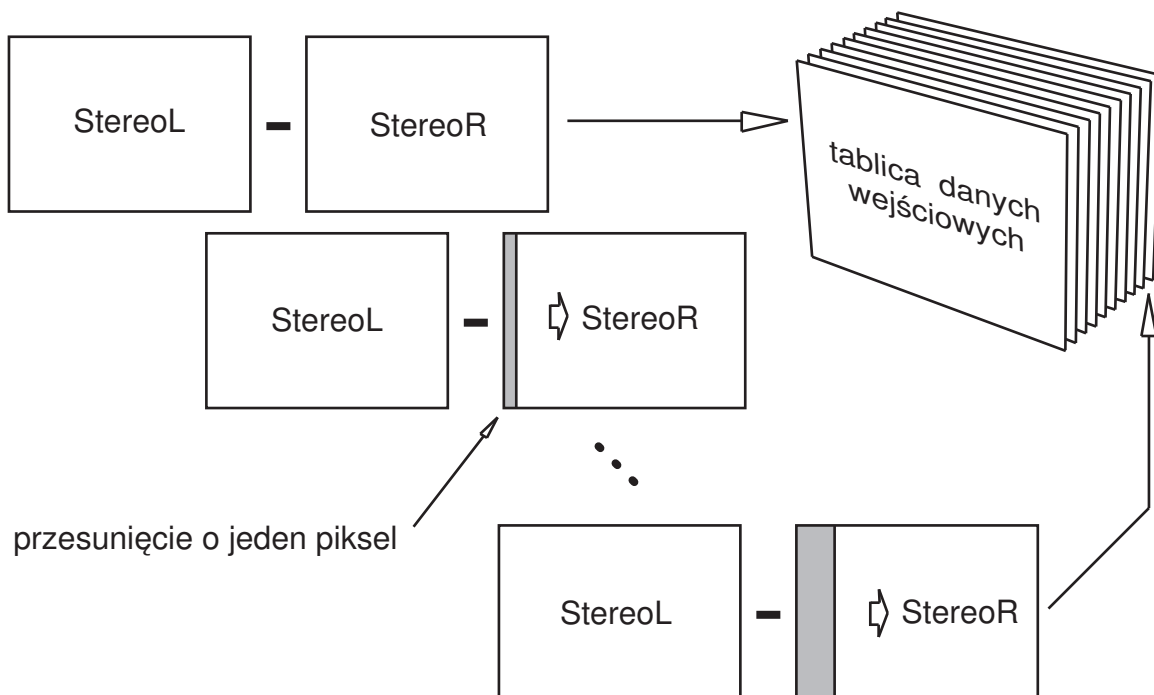 StereoL
StereoR
tablica danych
wejściowych
StereoL
StereoR
przesunięcie o jeden piksel
StereoL
StereoR